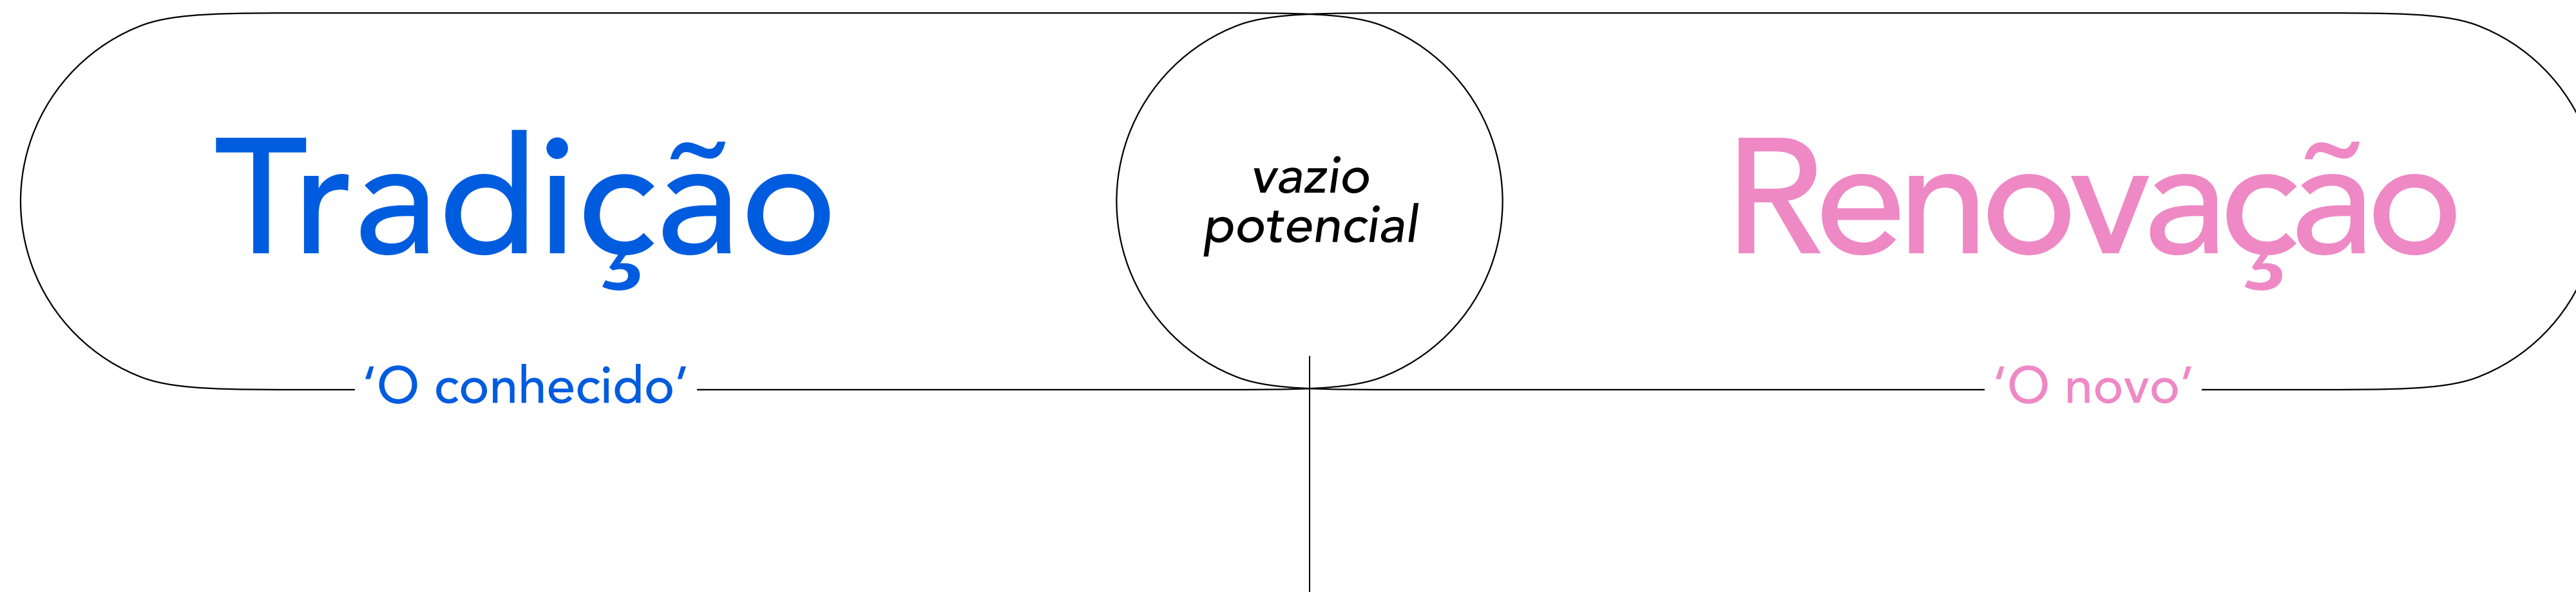 Tradição
vazio
potencial
Renovação
‘O conhecido‘
‘O novo‘